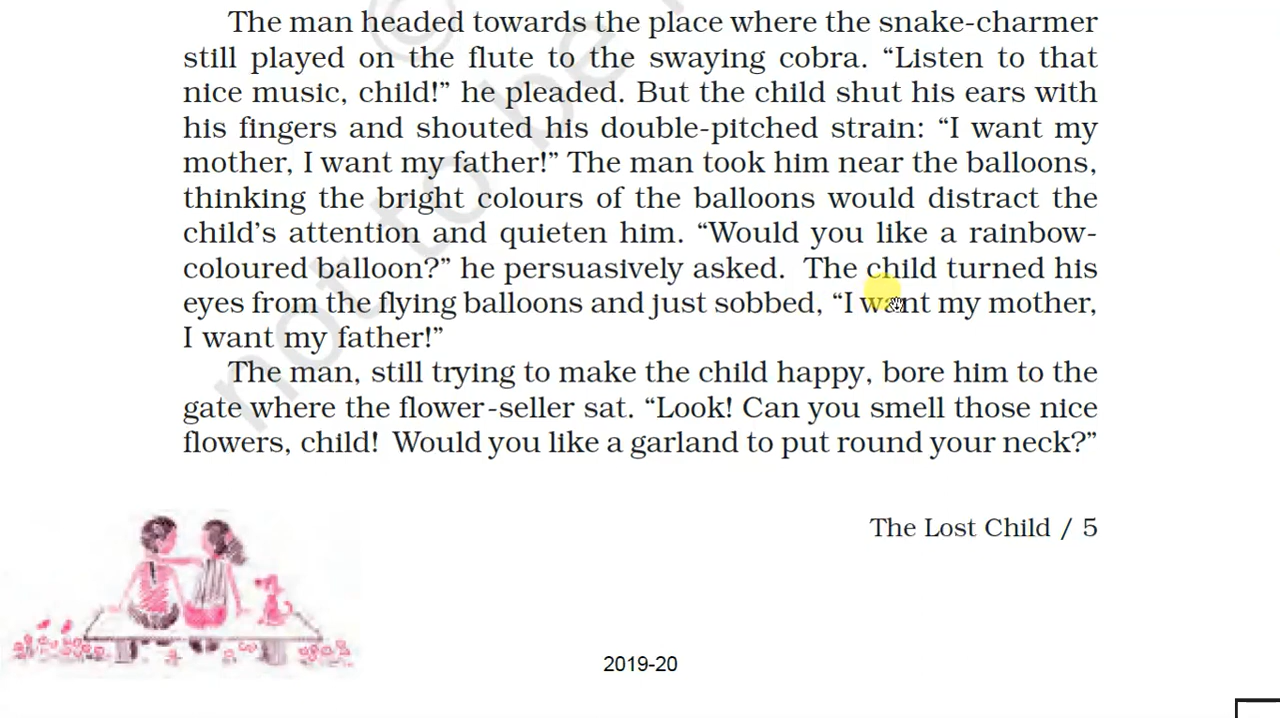 The man headed towards the place where the snake-charmer
still played on the flute to the swaying cobra. “Listen to that
nice music, child!” he pleaded. But the child shut his ears with
his fingers and shouted his double-pitched strain: “I want my
mother, I want my father!” The man took him near the balloons,
thinking the bright colours of the balloons would distract the
child’s attention and quieten him. “Would you like a rainbow-
coloured balloon?” he persuasively asked. The child turned his
eyes from the flying balloons and just sobbed, “I want my mother,
I want my father!”
The man, still trying to make the child happy, bore him to the
gate where the flower-seller sat. “Look! Can you smell those nice
flowers, child! Would you like a garland to put round your neck?”
The Lost Child / 5
2019-20
not to be
©